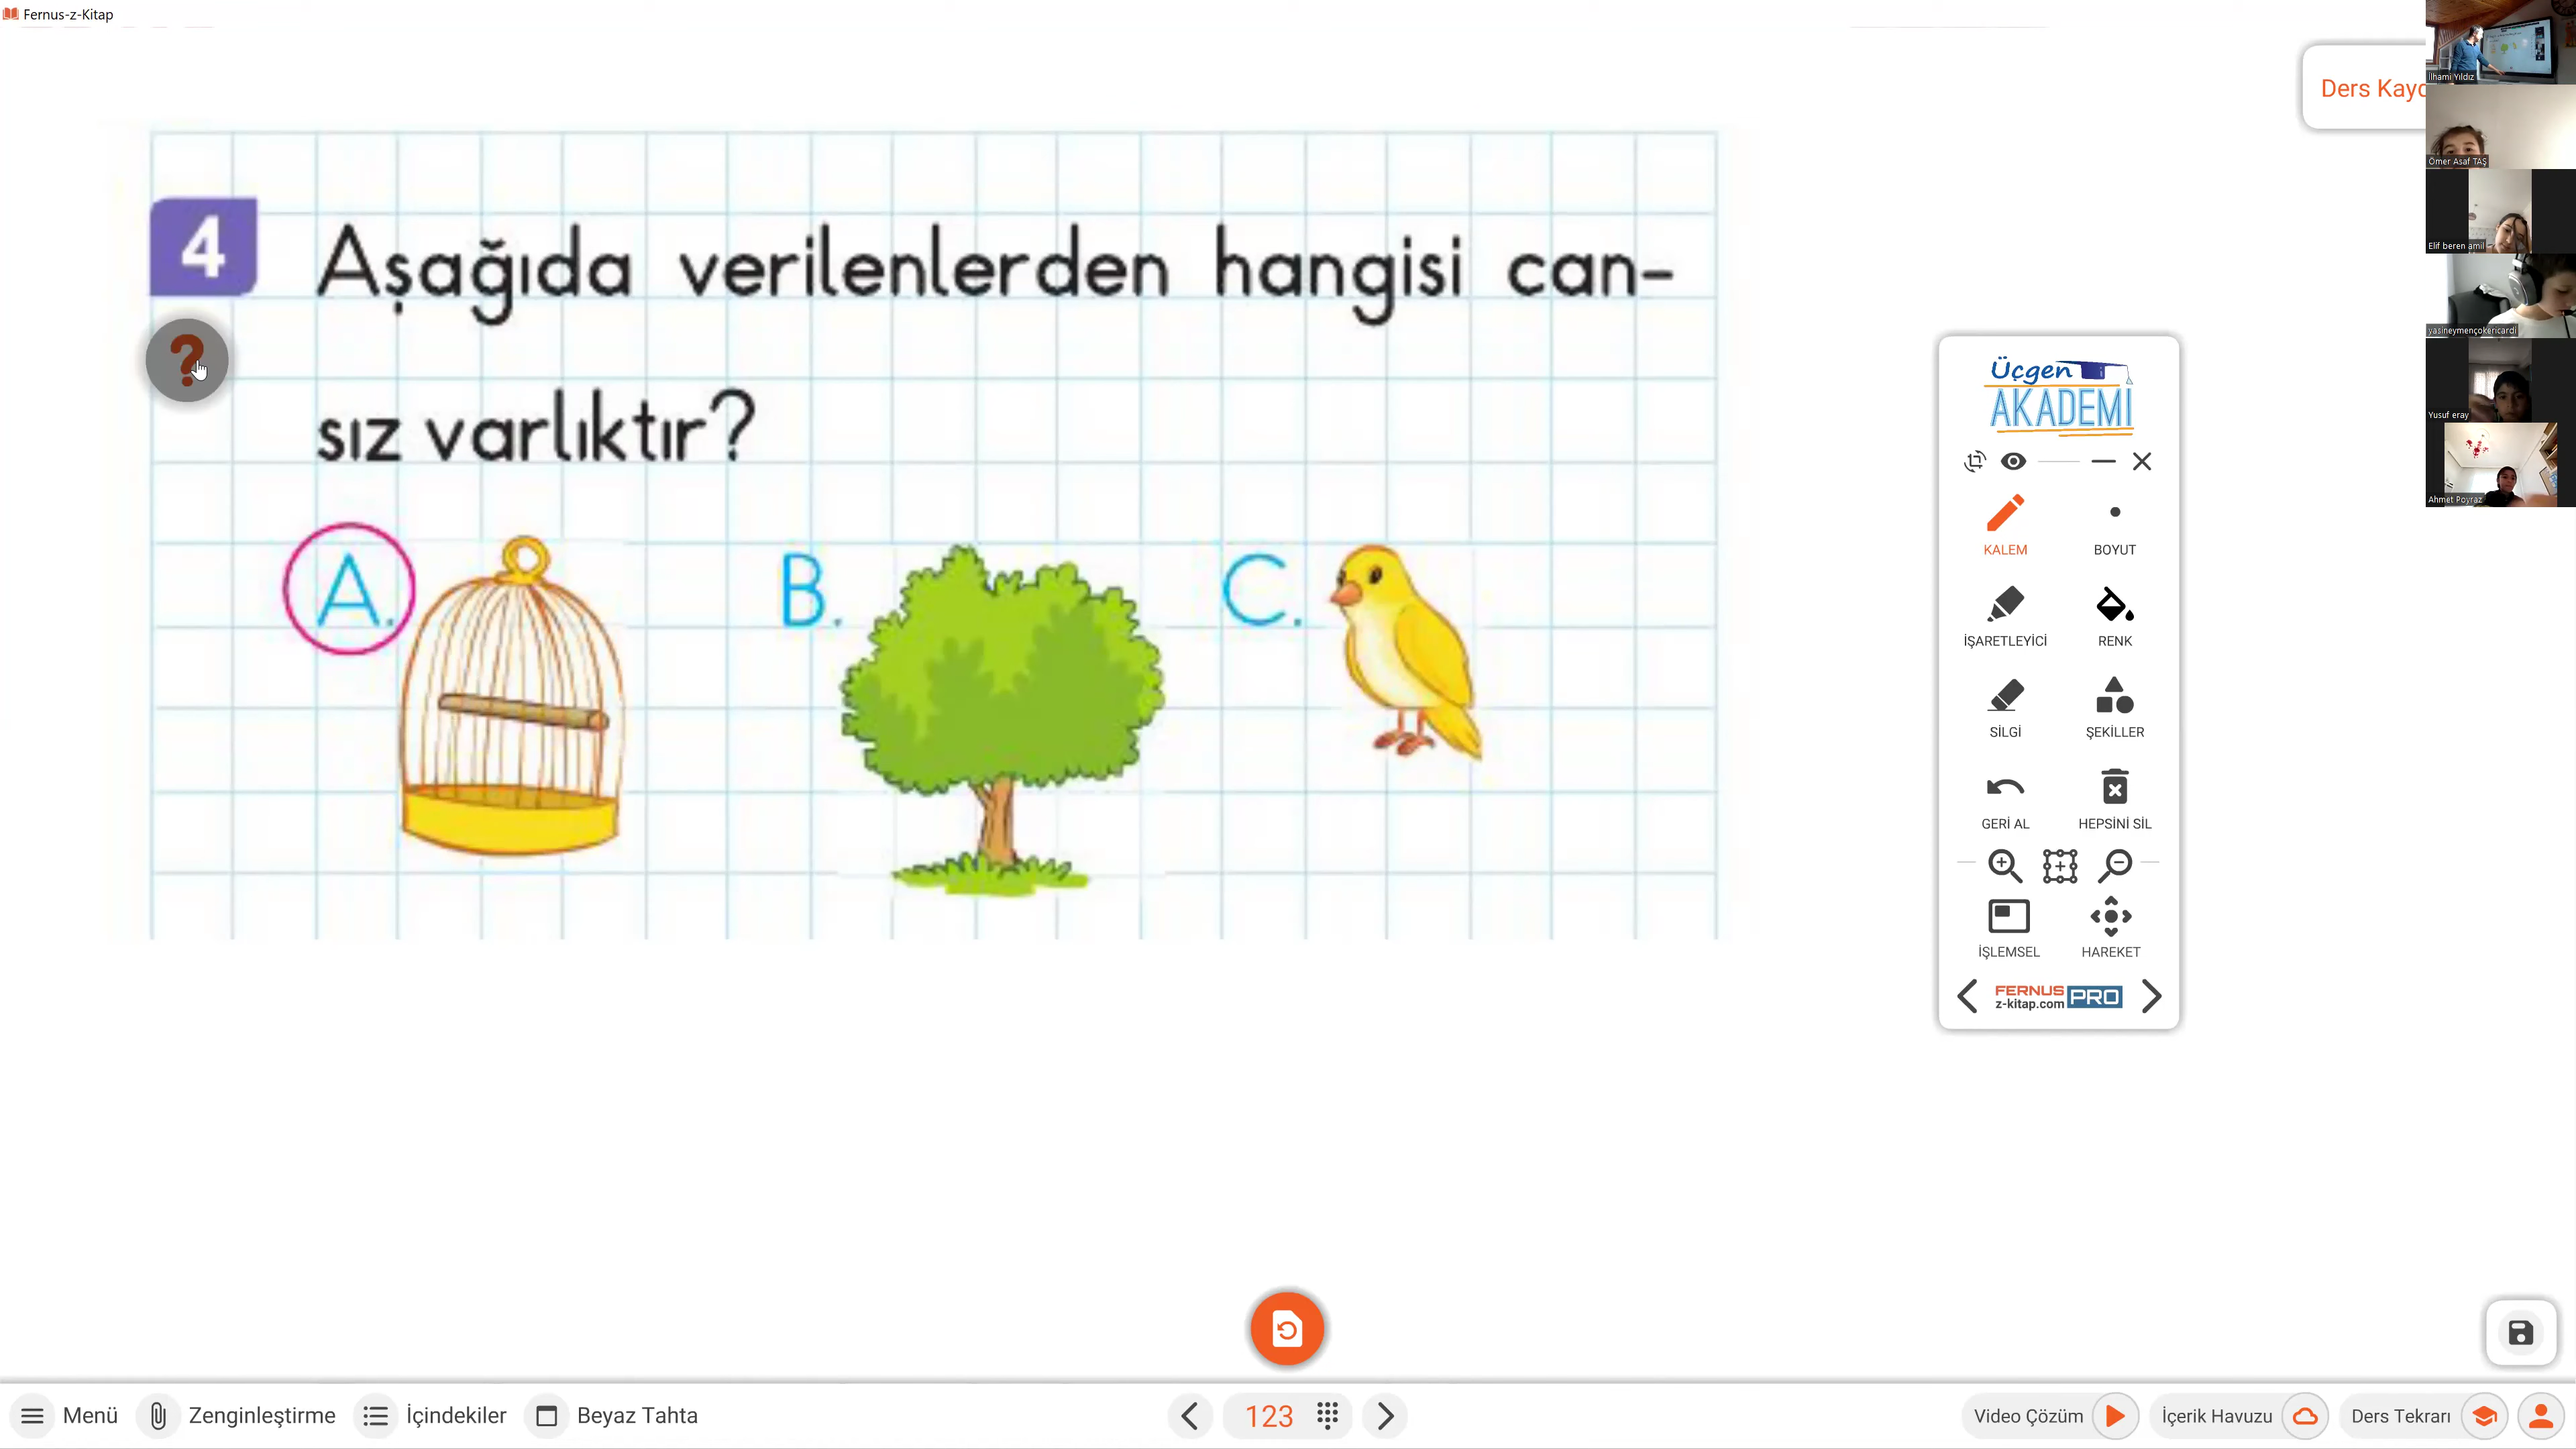 Fernus-z-Kitap
Ders Kayd
İlhami Yıldız
Ömer Asaf TAŞ
Elif beren amil
yasineymençokericardi
Yusuf eray
Ahmet Poyraz
4 Aşağıda verilenlerden hangisi can-
sız varlıktır?
A. B. C.
?
Üçgen
AKADEMİ
KALEM BOYUT
İŞARETLEYİCİ RENK
SİLGİ ŞEKİLLER
GERİ AL HEPSİNİ SİL
İŞLEMSEL HAREKET
FERNUS
z-kitap.com PRO
Menü Zenginleştirme İçindekiler Beyaz Tahta 123 Video Çözüm İçerik Havuzu Ders Tekrarı